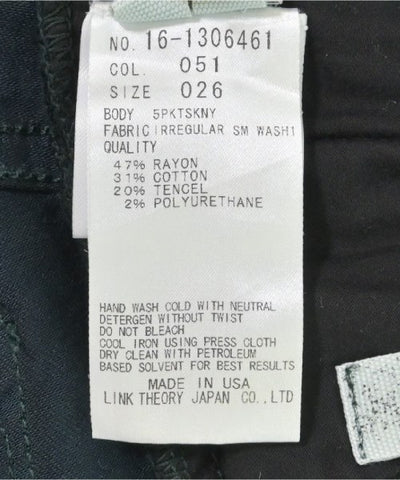 NO. 16-1306461
COL. 051
SIZE 026
BODY 5PKTSKNY
FABRIC IRREGULAR SM WASH1
QUALITY
47% RAYON
31% COTTON
20% TENCEL
2% POLYURETHANE
HAND WASH COLD WITH NEUTRAL
DETERGEN WITHOUT TWIST
DO NOT BLEACH
COOL IRON USING PRESS CLOTH
DRY CLEAN WITH PETROLEUM
BASED SOLVENT FOR BEST RESULTS
MADE IN USA
LINK THEORY JAPAN CO.,LTD